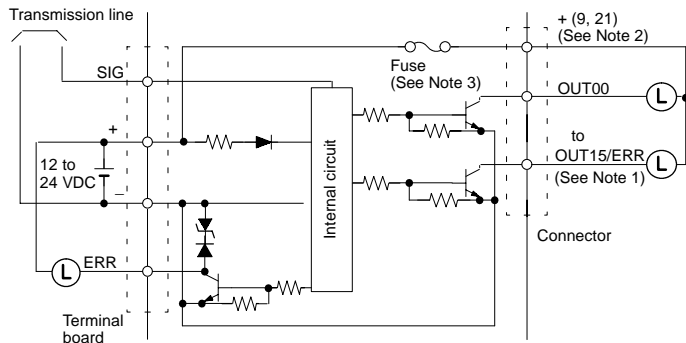 Transmission line
SIG
+
12 to
24 VDC
–
L
ERR
Terminal
board
Fuse
(See Note 3)
Internal circuit
+ (9, 21)
(See Note 2)
OUT00
L
to
OUT15/ERR
L
(See Note 1)
Connector